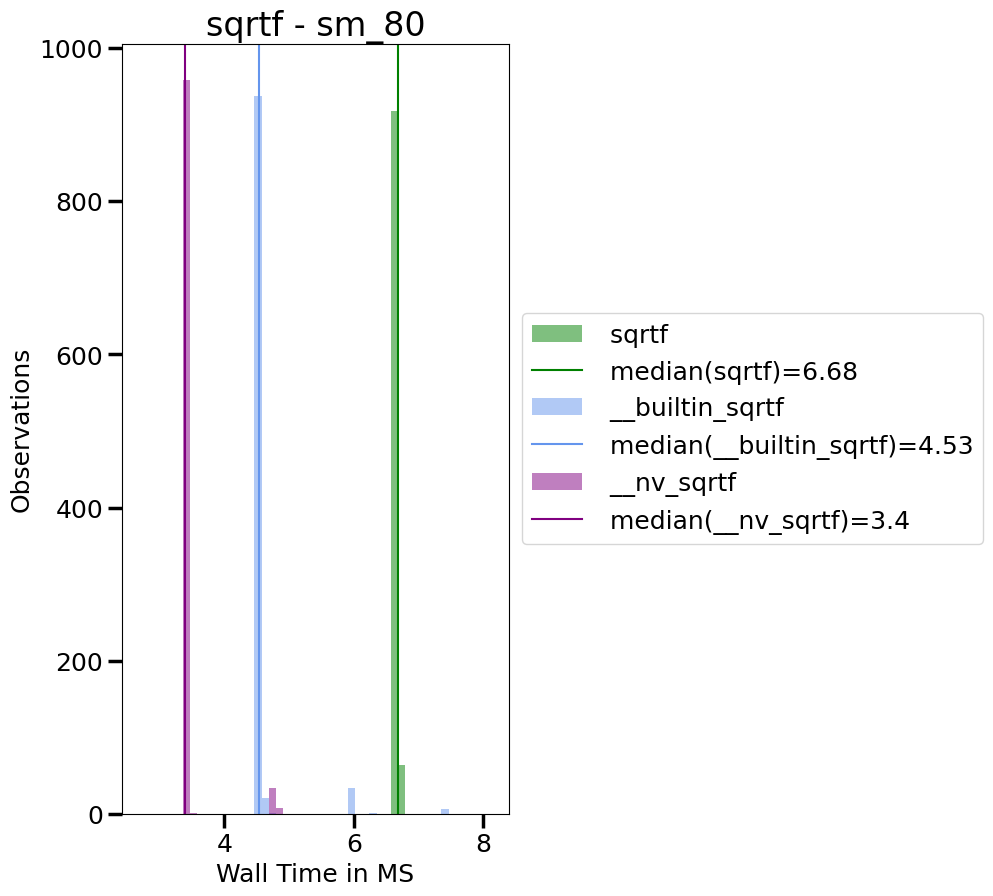 sqrtf - sm_80
1000
800
600
400
200
0
Observations
4 6 8
Wall Time in MS
sqrtf
median(sqrtf)=6.68
__builtin_sqrtf
median(__builtin_sqrtf)=4.53
__nv_sqrtf
median(__nv_sqrtf)=3.4